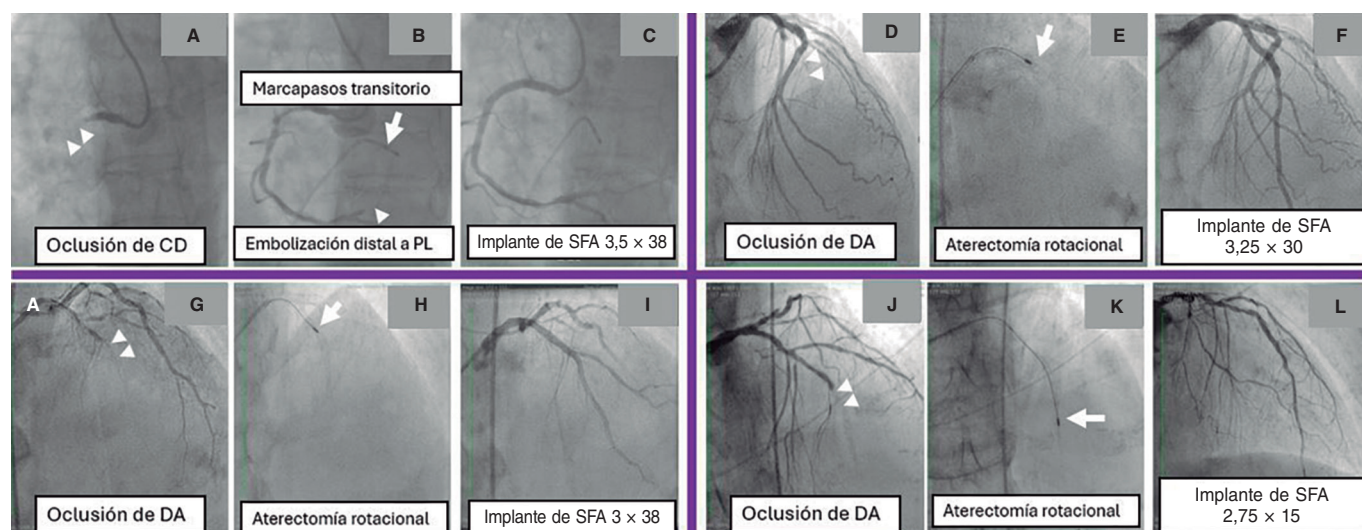 A
B
C
Marcapasos transitorio
Oclusión de CD
Embolización distal a PL
Implante de SFA 3,5 × 38
D
E
F
Oclusión de DA
Aterectomía rotacional
Implante de SFA
3,25 × 30
A
G
H
I
Oclusión de DA
Aterectomía rotacional
Implante de SFA 3 × 38
J
K
L
Oclusión de DA
Aterectomía rotacional
Implante de SFA
2,75 × 15